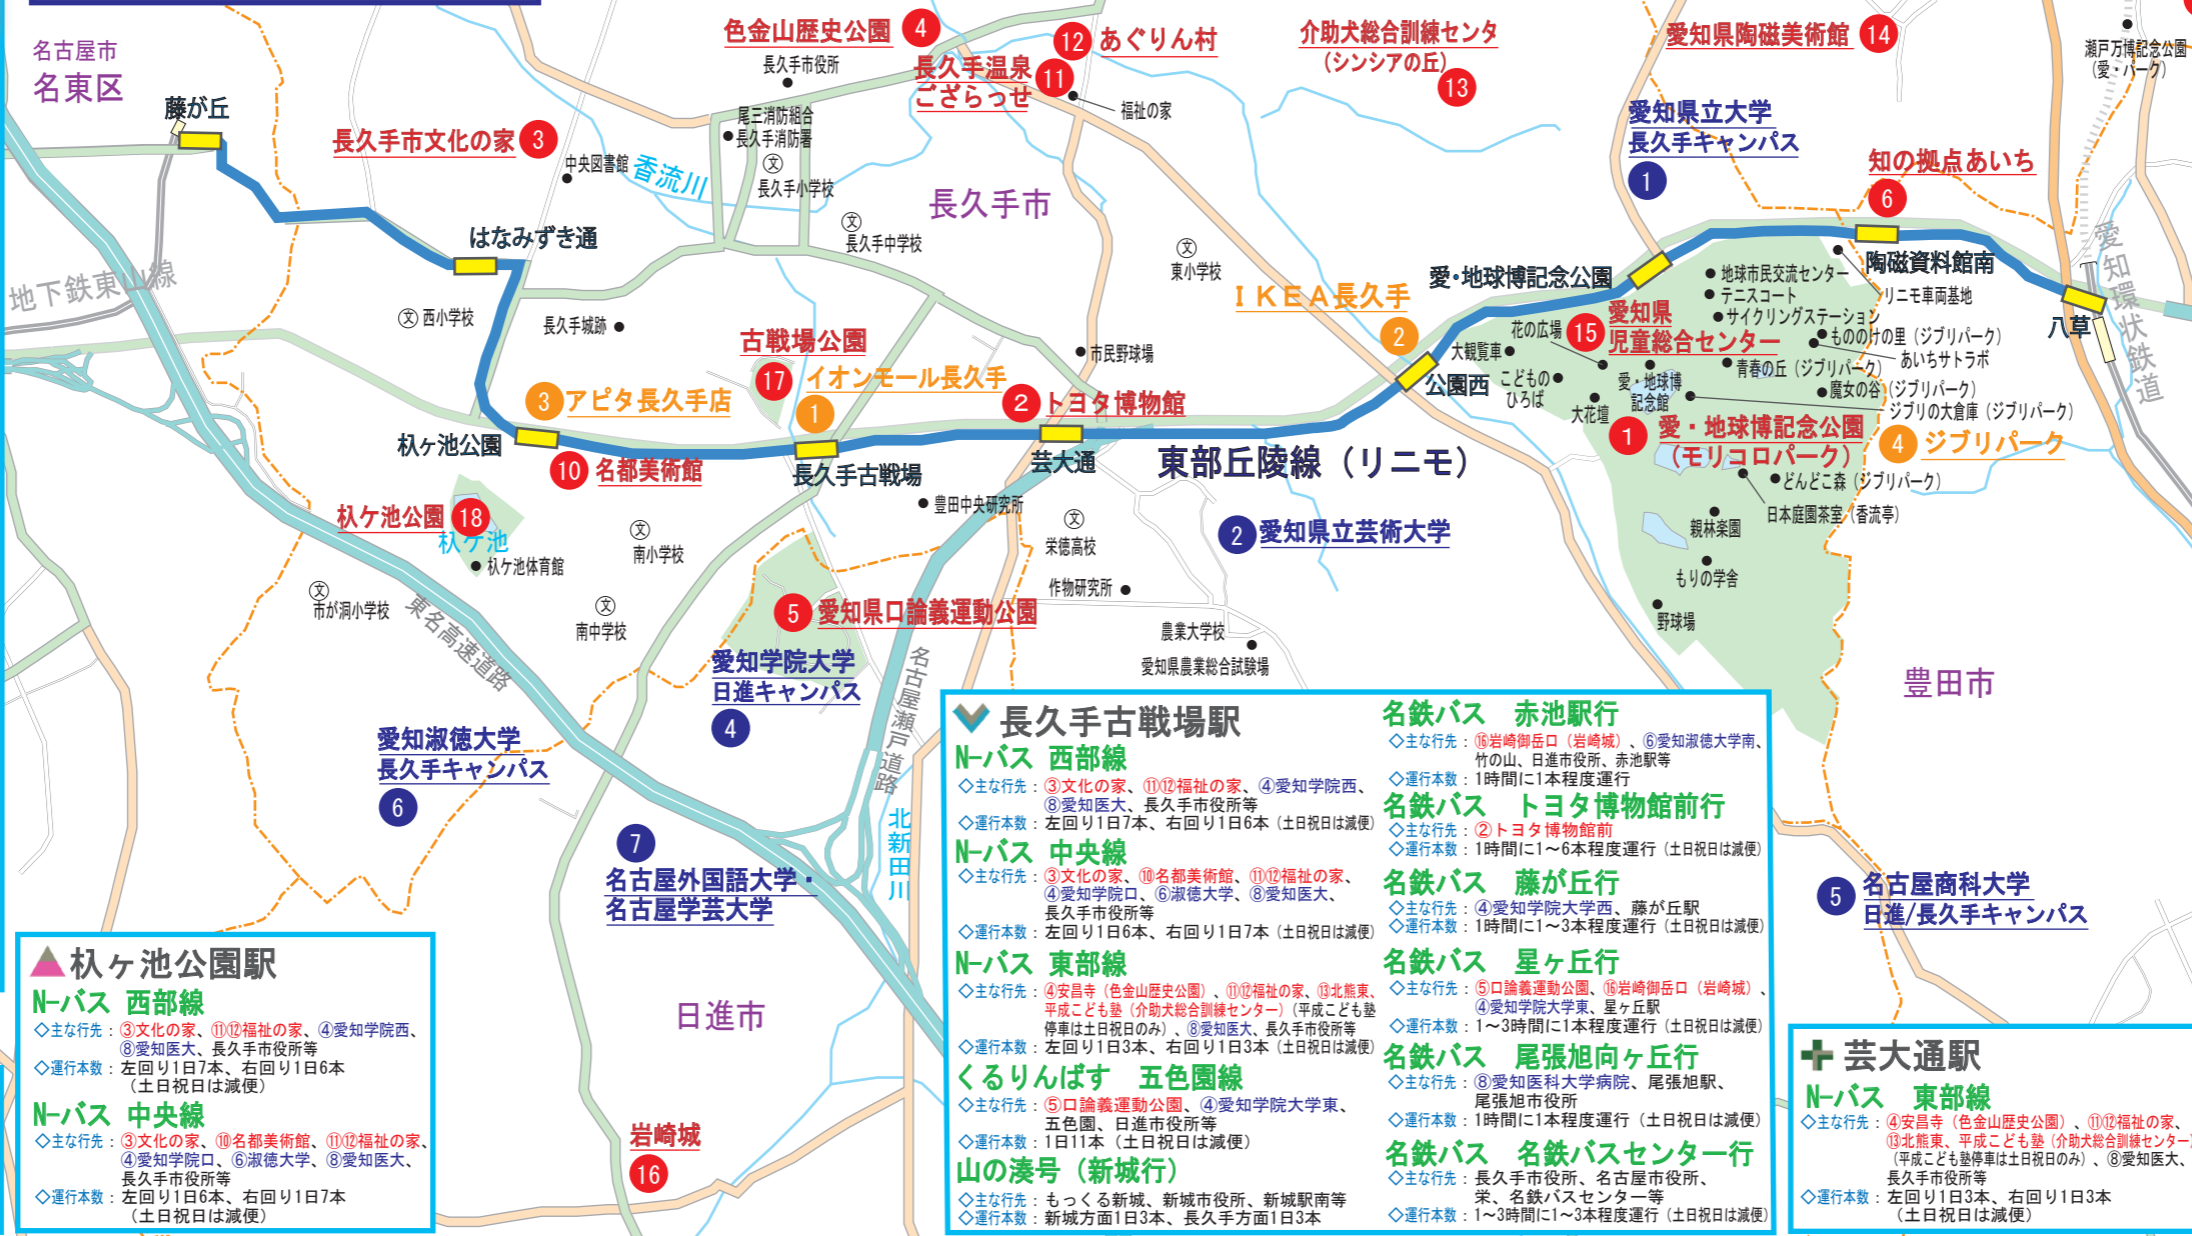 名古屋市
名東区
藤が丘
長久手市文化の家 3
中央図書館
香流川
色金山歴史公園 4
長久手市役所
尾三消防組合
長久手消防署
文
長久手小学校
長久手温泉
ござらっせ 11
12 あぐりん村
福祉の家
介助犬総合訓練センタ
(シンシアの丘)
13
愛知県陶磁美術館 14
瀬戸万博記念公園
(愛・パーク)
愛知県立大学
長久手キャンパス
1
知の拠点あいち
6
長久手市
文
長久手中学校
文
東小学校
はなみずき通
地下鉄東山線
文 西小学校
長久手城跡
古戦場公園
17
イオンモール長久手
1
市民野球場
2 トヨタ博物館
3 アピタ長久手店
杁ヶ池公園
10 名都美術館
長久手古戦場
芸大通
東部丘陵線（リニモ）
IKEA長久手
2
公園西
愛・地球博記念公園
陶磁資料館南
八草
愛知環状鉄道
地球市民交流センター
テニスコート
サイクリングステーション
リニモ車両基地
もののけの里（ジブリパーク）
あいちサトラボ
青春の丘（ジブリパーク）
魔女の谷（ジブリパーク）
ジブリの大倉庫（ジブリパーク）
花の広場
大観覧車
こどもの
ひろば
大花壇
15 愛知県
児童総合センター
愛・地球博
記念館
1 愛・地球博記念公園
（モリコロパーク）
4 ジブリパーク
どんどこ森（ジブリパーク）
日本庭園茶室（香流亭）
親林楽園
もりの学舎
野球場
豊田市
杁ケ池公園 18
杁ケ池
杁ケ池体育館
文
市が洞小学校
文
南小学校
文
南中学校
東名高速道路
豊田中央研究所
文
栄徳高校
作物研究所
農業大学校
愛知県農業総合試験場
2 愛知県立芸術大学
5 愛知県口論義運動公園
愛知学院大学
日進キャンパス
4
名古屋瀬戸道路
北新田川
愛知淑徳大学
長久手キャンパス
6
7
名古屋外国語大学・
名古屋学芸大学
日進市
岩崎城
16
5 名古屋商科大学
日進/長久手キャンパス
杁ヶ池公園駅
N-バス 西部線
◇主な行先：③文化の家、⑪⑫福祉の家、④愛知学院西、
⑧愛知医大、長久手市役所等
◇運行本数：左回り1日7本、右回り1日6本
（土日祝日は減便）
N-バス 中央線
◇主な行先：③文化の家、⑩名都美術館、⑪⑫福祉の家、
④愛知学院口、⑥淑徳大学、⑧愛知医大、
長久手市役所等
◇運行本数：左回り1日6本、右回り1日7本
（土日祝日は減便）
長久手古戦場駅
N-バス 西部線
◇主な行先：③文化の家、⑪⑫福祉の家、④愛知学院西、
⑧愛知医大、長久手市役所等
◇運行本数：左回り1日7本、右回り1日6本（土日祝日は減便）
N-バス 中央線
◇主な行先：③文化の家、⑩名都美術館、⑪⑫福祉の家、
④愛知学院口、⑥淑徳大学、⑧愛知医大、
長久手市役所等
◇運行本数：左回り1日6本、右回り1日7本（土日祝日は減便）
N-バス 東部線
◇主な行先：④安昌寺（色金山歴史公園）、⑪⑫福祉の家、⑬北熊東、
平成こども塾（介助犬総合訓練センター）（平成こども塾
停車は土日祝日のみ）、⑧愛知医大、長久手市役所等
◇運行本数：左回り1日3本、右回り1日3本（土日祝日は減便）
くるりんばす 五色園線
◇主な行先：⑤口論義運動公園、④愛知学院大学東、
五色園、日進市役所等
◇運行本数：1日11本（土日祝日は減便）
山の湊号（新城行）
◇主な行先：もっくる新城、新城市役所、新城駅南等
◇運行本数：新城方面1日3本、長久手方面1日3本
名鉄バス 赤池駅行
◇主な行先：⑯岩崎御岳口（岩崎城）、⑥愛知淑徳大学南、
竹の山、日進市役所、赤池駅等
◇運行本数：1時間に1本程度運行
名鉄バス トヨタ博物館前行
◇主な行先：②トヨタ博物館前
◇運行本数：1時間に1～6本程度運行（土日祝日は減便）
名鉄バス 藤が丘行
◇主な行先：④愛知学院大学西、藤が丘駅
◇運行本数：1時間に1～3本程度運行（土日祝日は減便）
名鉄バス 星ヶ丘行
◇主な行先：⑤口論義運動公園、⑯岩崎御岳口（岩崎城）、
④愛知学院大学東、星ヶ丘駅
◇運行本数：1～3時間に1本程度運行（土日祝日は減便）
名鉄バス 尾張旭向ヶ丘行
◇主な行先：⑧愛知医科大学病院、尾張旭駅、
尾張旭市役所
◇運行本数：1時間に1本程度運行（土日祝日は減便）
名鉄バス 名鉄バスセンター行
◇主な行先：長久手市役所、名古屋市役所、
栄、名鉄バスセンター等
◇運行本数：1～3時間に1～3本程度運行（土日祝日は減便）
芸大通駅
N-バス 東部線
◇主な行先：④安昌寺（色金山歴史公園）、⑪⑫福祉の家、
⑬北熊東、平成こども塾（介助犬総合訓練センター）
（平成こども塾停車は土日祝日のみ）、⑧愛知医大、
長久手市役所等
◇運行本数：左回り1日3本、右回り1日3本
（土日祝日は減便）